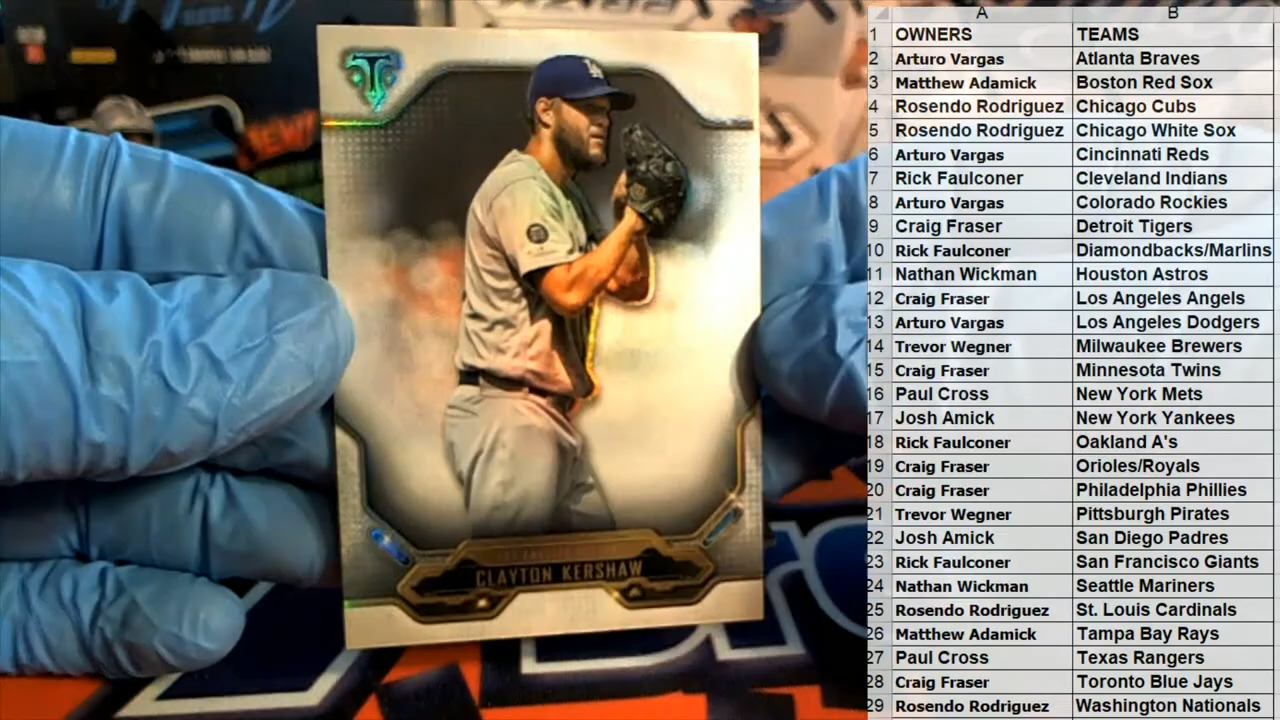 LA
CLAYTON KERSHAW
A B
1 OWNERS TEAMS
2 Arturo Vargas Atlanta Braves
3 Matthew Adamick Boston Red Sox
4 Rosendo Rodriguez Chicago Cubs
5 Rosendo Rodriguez Chicago White Sox
6 Arturo Vargas Cincinnati Reds
7 Rick Faulconer Cleveland Indians
8 Arturo Vargas Colorado Rockies
9 Craig Fraser Detroit Tigers
10 Rick Faulconer Diamondbacks/Marlins
11 Nathan Wickman Houston Astros
12 Craig Fraser Los Angeles Angels
13 Arturo Vargas Los Angeles Dodgers
14 Trevor Wegner Milwaukee Brewers
15 Craig Fraser Minnesota Twins
16 Paul Cross New York Mets
17 Josh Amick New York Yankees
18 Rick Faulconer Oakland A's
19 Craig Fraser Orioles/Royals
20 Craig Fraser Philadelphia Phillies
21 Trevor Wegner Pittsburgh Pirates
22 Josh Amick San Diego Padres
23 Rick Faulconer San Francisco Giants
24 Nathan Wickman Seattle Mariners
25 Rosendo Rodriguez St. Louis Cardinals
26 Matthew Adamick Tampa Bay Rays
27 Paul Cross Texas Rangers
28 Craig Fraser Toronto Blue Jays
29 Rosendo Rodriguez Washington Nationals